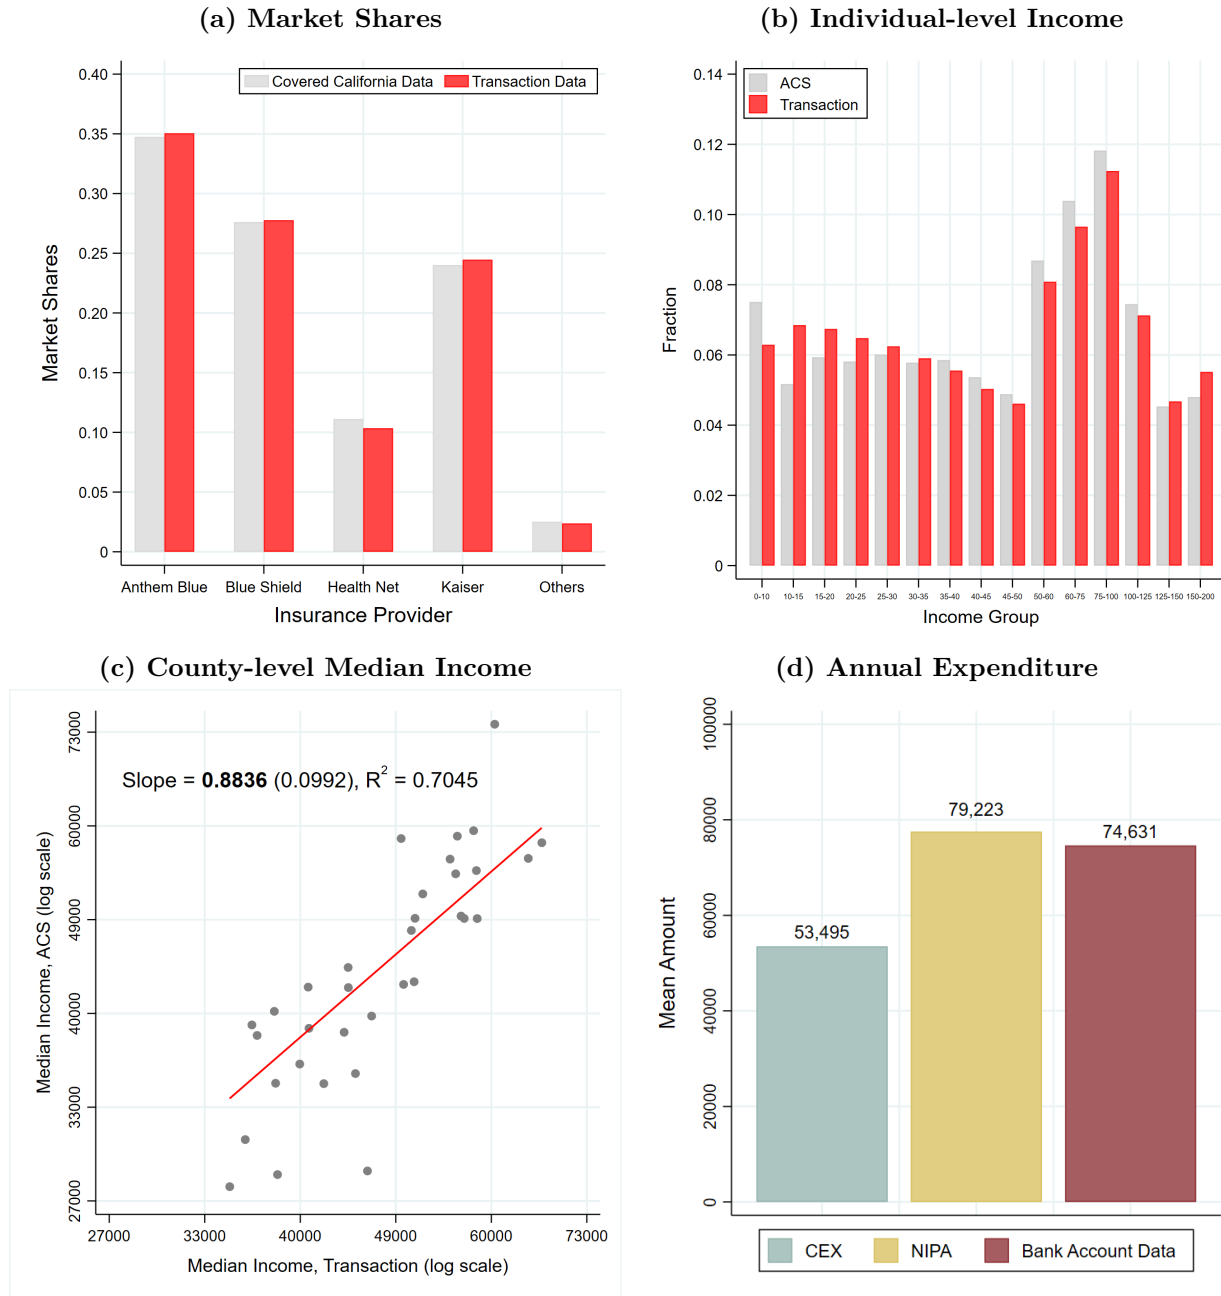 (a) Market Shares
0.40
0.35
0.30
0.25
0.20
0.15
0.10
0.05
0
Market Shares
Covered California Data
Transaction Data
Anthem Blue
Blue Shield
Health Net
Kaiser
Others
Insurance Provider
(b) Individual-level Income
0.14
0.12
0.10
0.08
0.06
0.04
0.02
0
Fraction
ACS
Transaction
0-10
10-15
15-20
20-25
25-30
30-35
35-40
40-45
45-50
50-60
60-75
75-100
100-125
125-150
150-200
Income Group
(c) County-level Median Income
73000
60000
49000
40000
33000
27000
Median Income, ACS (log scale)
Slope = 0.8836 (0.0992), R² = 0.7045
27000
33000
40000
49000
60000
73000
Median Income, Transaction (log scale)
(d) Annual Expenditure
100000
80000
60000
40000
20000
0
Mean Amount
53,495
79,223
74,631
CEX
NIPA
Bank Account Data